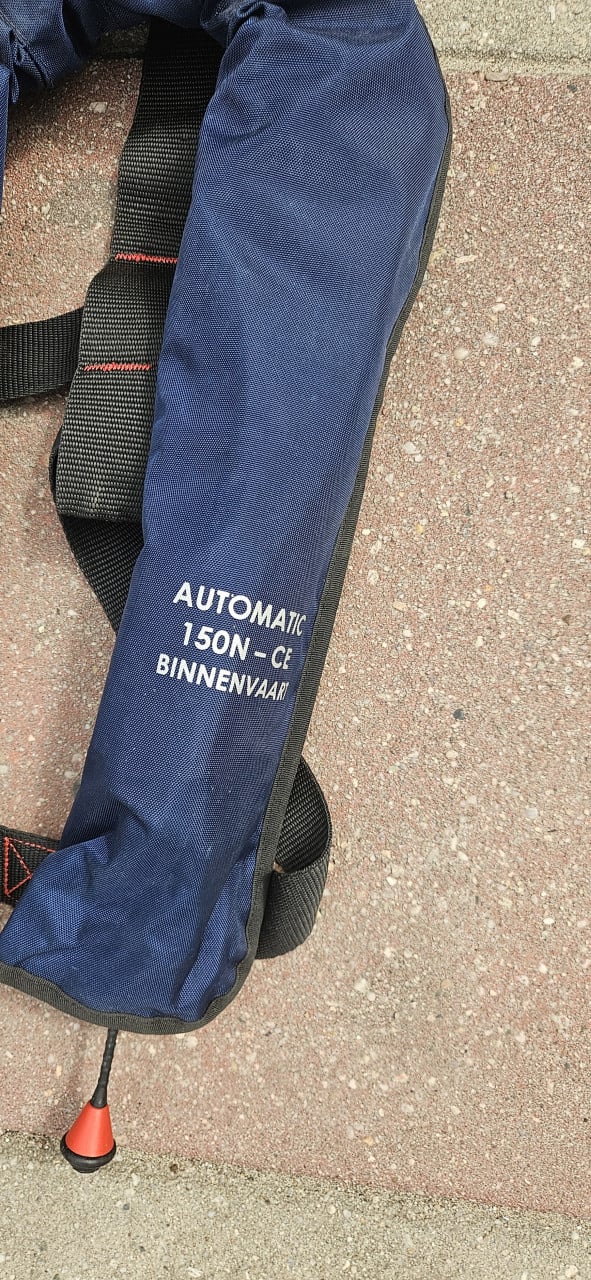 AUTOMATIC
150N – CE
BINNENVAART